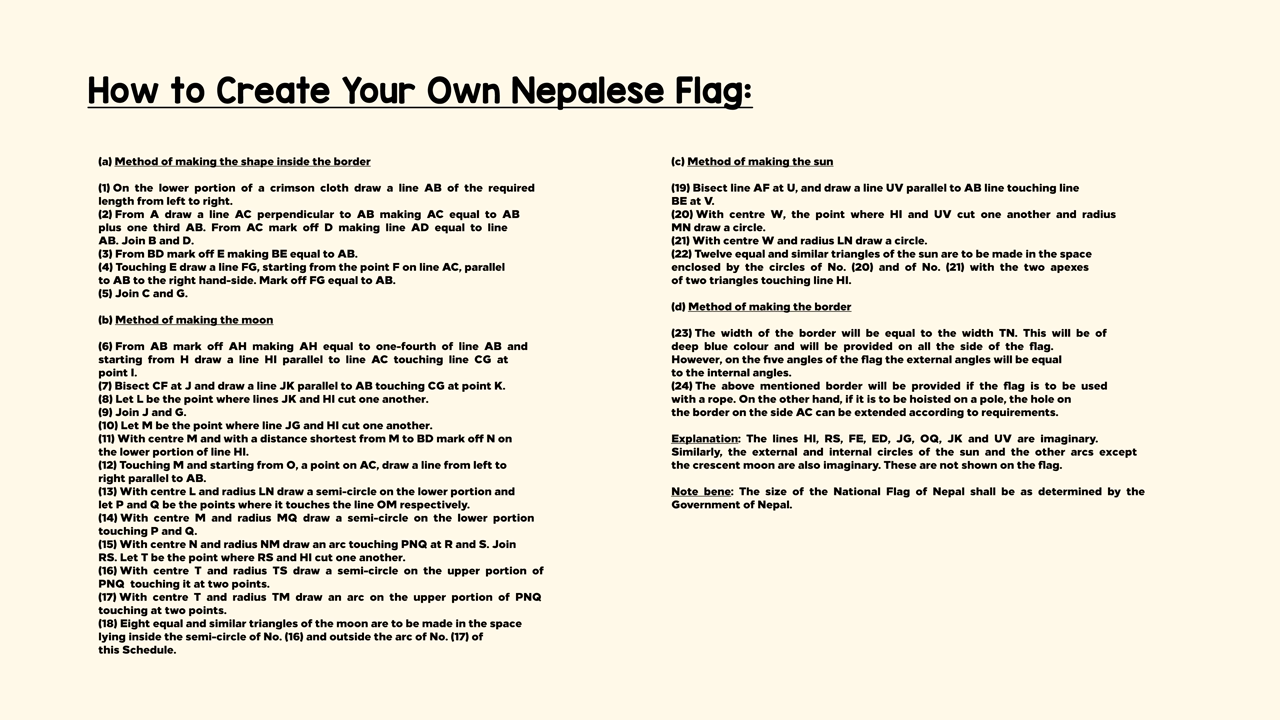 How to Create Your Own Nepalese Flag:
(a) Method of making the shape inside the border
(1) On the lower portion of a crimson cloth draw a line AB of the required
length from left to right.
(2) From A draw a line AC perpendicular to AB making AC equal to AB
plus one third AB. From AC mark off D making line AD equal to line
AB. Join B and D.
(3) From BD mark off E making BE equal to AB.
(4) Touching E draw a line FG, starting from the point F on line AC, parallel
to AB to the right hand-side. Mark off FG equal to AB.
(5) Join C and G.
(b) Method of making the moon
(6) From AB mark off AH making AH equal to one-fourth of line AB and
starting from H draw a line HI parallel to line AC touching line CG at
point I.
(7) Bisect CF at J and draw a line JK parallel to AB touching CG at point K.
(8) Let L be the point where lines JK and HI cut one another.
(9) Join J and G.
(10) Let M be the point where line JG and HI cut one another.
(11) With centre M and with a distance shortest from M to BD mark off N on
the lower portion of line HI.
(12) Touching M and starting from O, a point on AC, draw a line from left to
right parallel to AB.
(13) With centre L and radius LN draw a semi-circle on the lower portion and
let P and Q be the points where it touches the line OM respectively.
(14) With centre M and radius MQ draw a semi-circle on the lower portion
touching P and Q.
(15) With centre N and radius NM draw an arc touching PNQ at R and S. Join
RS. Let T be the point where RS and HI cut one another.
(16) With centre T and radius TS draw a semi-circle on the upper portion of
PNQ touching it at two points.
(17) With centre T and radius TM draw an arc on the upper portion of PNQ
touching at two points.
(18) Eight equal and similar triangles of the moon are to be made in the space
lying inside the semi-circle of No. (16) and outside the arc of No. (17) of
this Schedule.
(c) Method of making the sun
(19) Bisect line AF at U, and draw a line UV parallel to AB line touching line
BE at V.
(20) With centre W, the point where HI and UV cut one another and radius
MN draw a circle.
(21) With centre W and radius LN draw a circle.
(22) Twelve equal and similar triangles of the sun are to be made in the space
enclosed by the circles of No. (20) and of No. (21) with the two apexes
of two triangles touching line HI.
(d) Method of making the border
(23) The width of the border will be equal to the width TN. This will be of
deep blue colour and will be provided on all the side of the flag.
However, on the five angles of the flag the external angles will be equal
to the internal angles.
(24) The above mentioned border will be provided if the flag is to be used
with a rope. On the other hand, if it is to be hoisted on a pole, the hole on
the border on the side AC can be extended according to requirements.
Explanation: The lines HI, RS, FE, ED, JG, OQ, JK and UV are imaginary.
Similarly, the external and internal circles of the sun and the other arcs except
the crescent moon are also imaginary. These are not shown on the flag.
Note bene: The size of the National Flag of Nepal shall be as determined by the
Government of Nepal.